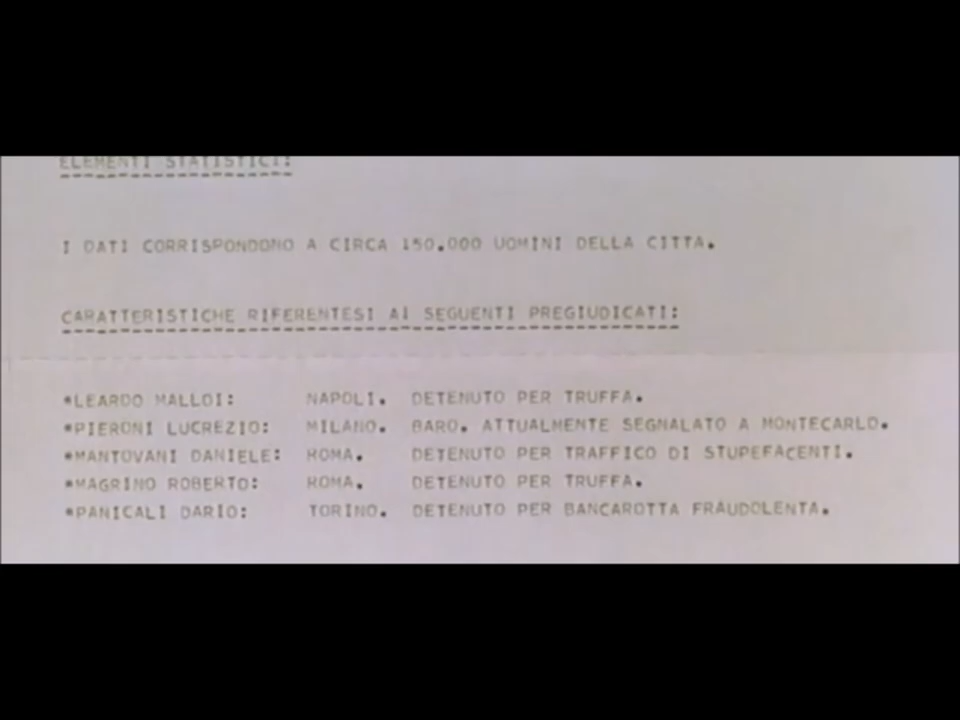 ELEMENTI STATISTICI:
I DATI CORRISPONDONO A CIRCA 150.000 UOMINI DELLA CITTA.
CARATTERISTICHE RIFERENTESI AI SEGUENTI PREGIUDICATI:
*LEARDO MALLOI: NAPOLI. DETENUTO PER TRUFFA.
*PIERONI LUCREZIO: MILANO. BARO. ATTUALMENTE SEGNALATO A MONTECARLO.
*MANTOVANI DANIELE: ROMA. DETENUTO PER TRAFFICO DI STUPEFACENTI.
*MAGRINO ROBERTO: ROMA. DETENUTO PER TRUFFA.
*PANICALI DARIO: TORINO. DETENUTO PER BANCAROTTA FRAUDOLENTA.